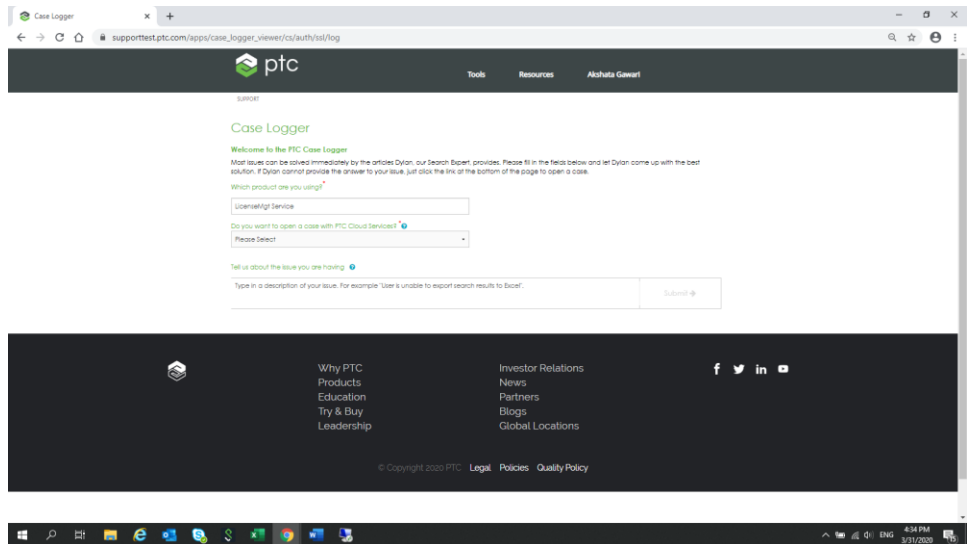 Case Logger
supporttest.ptc.com/apps/case_logger_viewer/cs/auth/ssl/log
ptc
Tools Resources Akshata Gawari
SUPPORT
Case Logger
Welcome to the PTC Case Logger
Most issues can be solved immediately by the articles Dylan, our Search Expert, provides. Please fill in the fields below and let Dylan come up with the best
solution. If Dylan cannot provide the answer to your issue, just click the link at the bottom of the page to open a case.
Which product are you using?*
LicenseMgt Service
Do you want to open a case with PTC Cloud Services?*
Please Select
Tell us about the issue you are having.
Type in a description of your issue. For example "User is unable to export search results to Excel".
Submit
Why PTC Investor Relations
Products News
Education Partners
Try & Buy Blogs
Leadership Global Locations
© Copyright 2020 PTC Legal Policies Quality Policy
ENG
4:34 PM
3/31/2020